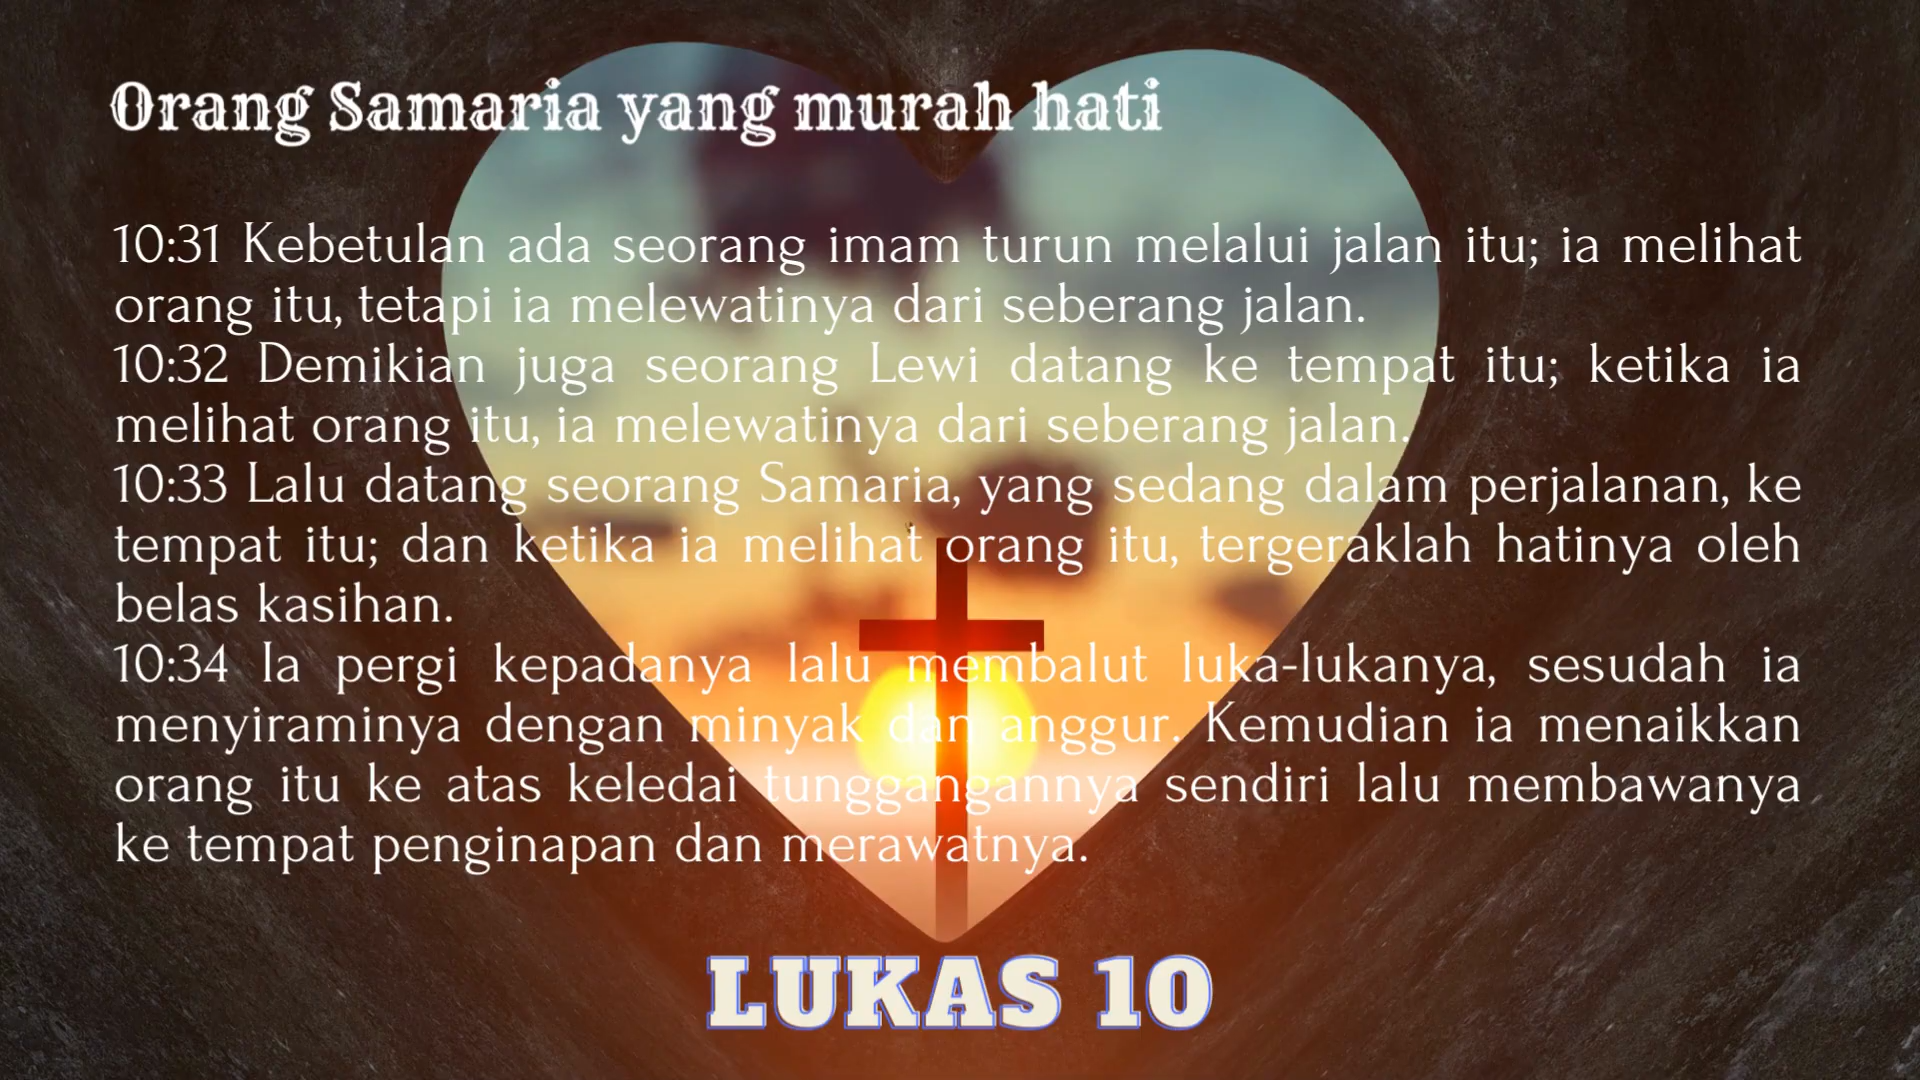 Orang Samaria yang murah hati
10:31 Kebetulan ada seorang imam turun melalui jalan itu; ia melihat
orang itu, tetapi ia melewatinya dari seberang jalan.
10:32 Demikian juga seorang Lewi datang ke tempat itu; ketika ia
melihat orang itu, ia melewatinya dari seberang jalan.
10:33 Lalu datang seorang Samaria, yang sedang dalam perjalanan, ke
tempat itu; dan ketika ia melihat orang itu, tergeraklah hatinya oleh
belas kasihan.
10:34 Ia pergi kepadanya lalu membalut luka-lukanya, sesudah ia
menyiraminya dengan minyak dan anggur. Kemudian ia menaikkan
orang itu ke atas keledai tunggangannya sendiri lalu membawanya
ke tempat penginapan dan merawatnya.
LUKAS 10